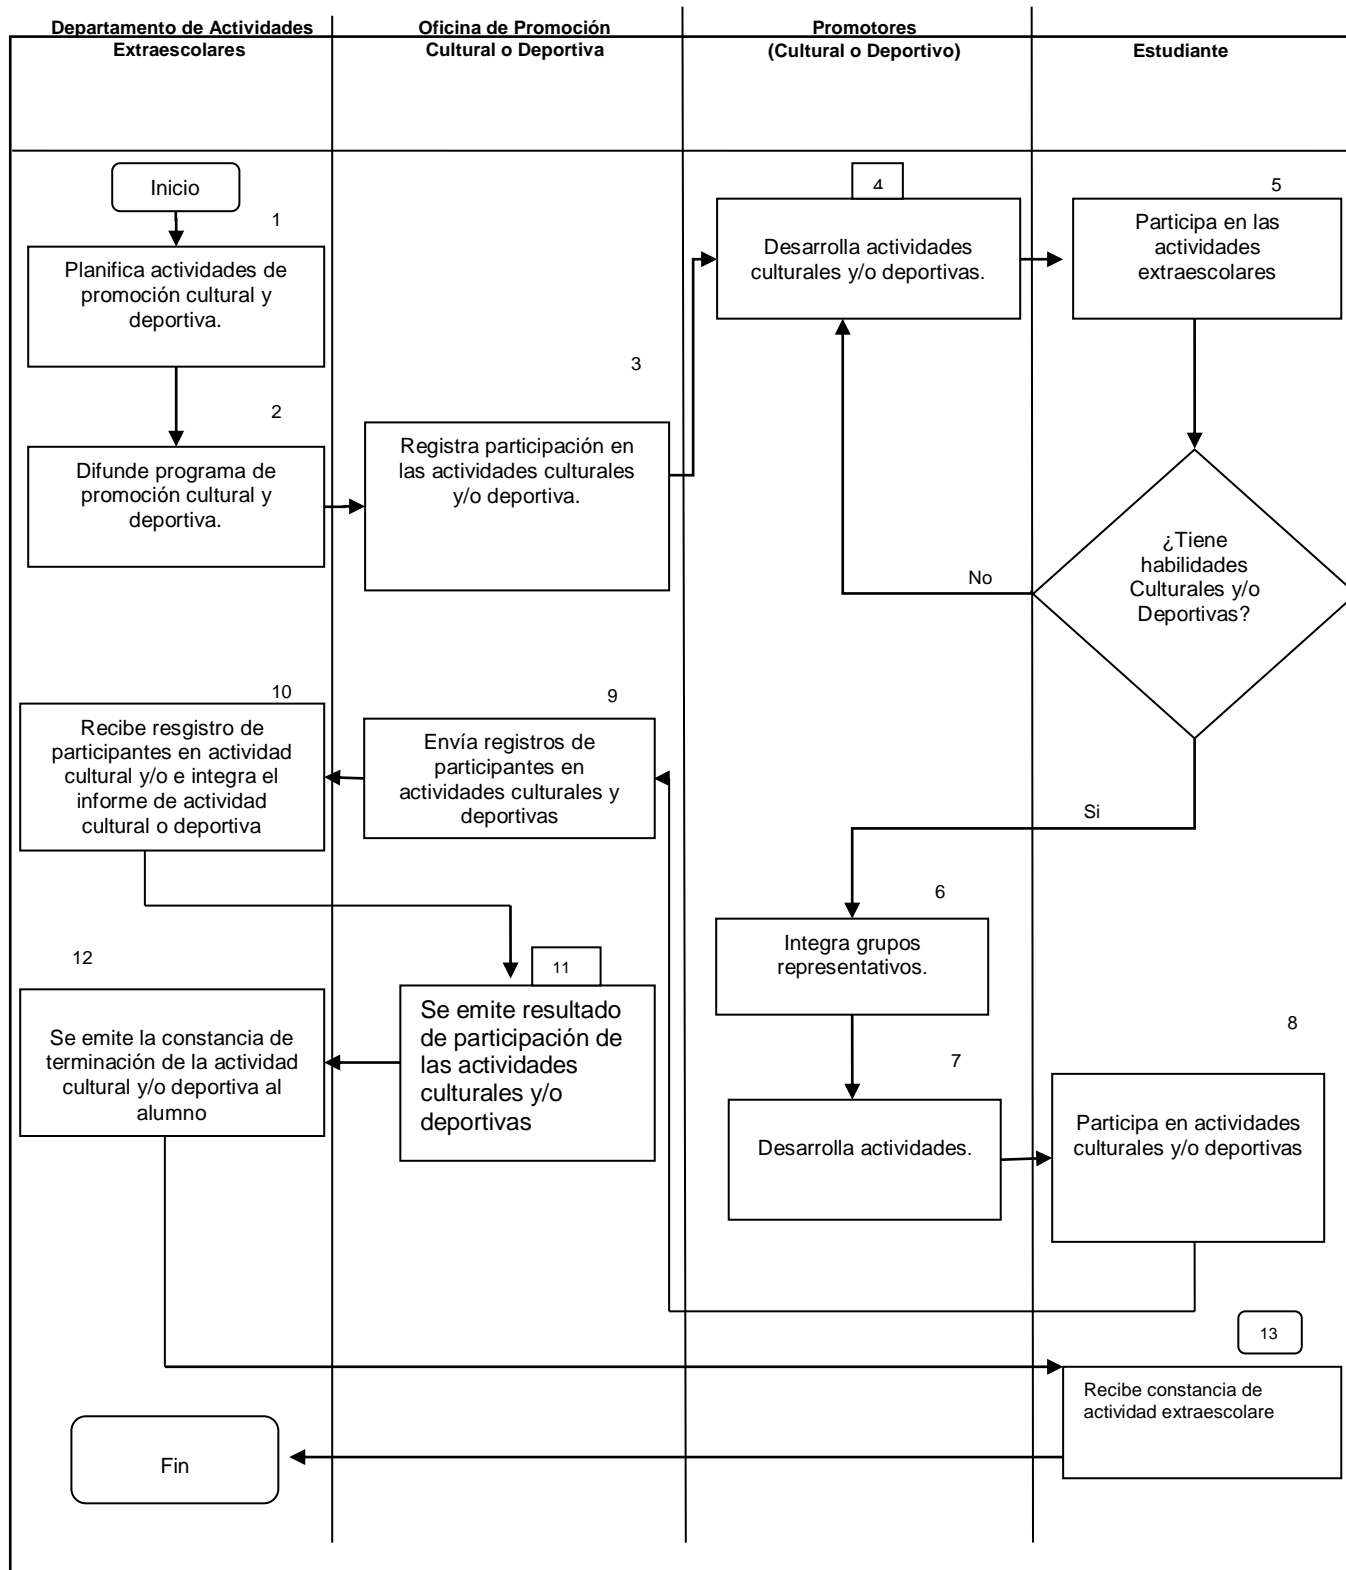 Departamento de Actividades
Extraescolares
Oficina de Promoción
Cultural o Deportiva
Promotores
(Cultural o Deportivo)
Estudiante
Inicio
1
Planifica actividades de
promoción cultural y
deportiva.
2
Difunde programa de
promoción cultural y
deportiva.
3
Registra participación en
las actividades culturales
y/o deportiva.
4
Desarrolla actividades
culturales y/o deportivas.
5
Participa en las
actividades
extraescolares
¿Tiene
habilidades
Culturales y/o
Deportivas?
No
Si
6
Integra grupos
representativos.
7
Desarrolla actividades.
8
Participa en actividades
culturales y/o deportivas
9
Envía registros de
participantes en
actividades culturales y
deportivas
10
Recibe resgistro de
participantes en actividad
cultural y/o e integra el
informe de actividad
cultural o deportiva
11
Se emite resultado
de participación de
las actividades
culturales y/o
deportivas
12
Se emite la constancia de
terminación de la actividad
cultural y/o deportiva al
alumno
13
Recibe constancia de
actividad extraescolare
Fin